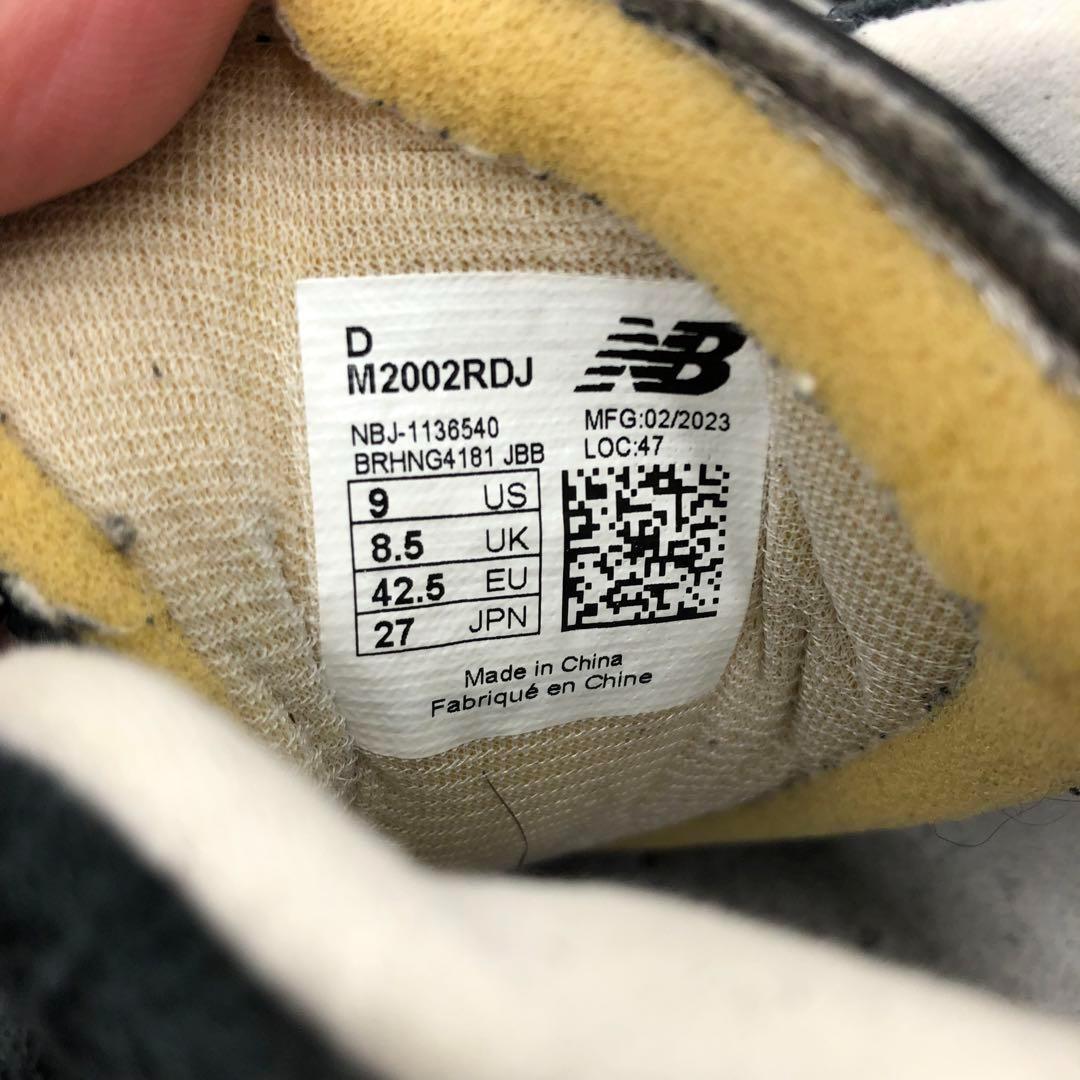 D
M2002RDJ
NB
NBJ-1136540
BRHNG4181 JBB
MFG:02/2023
LOC:47
9 US
8.5 UK
42.5 EU
27 JPN
Made in China
Fabriqué en Chine